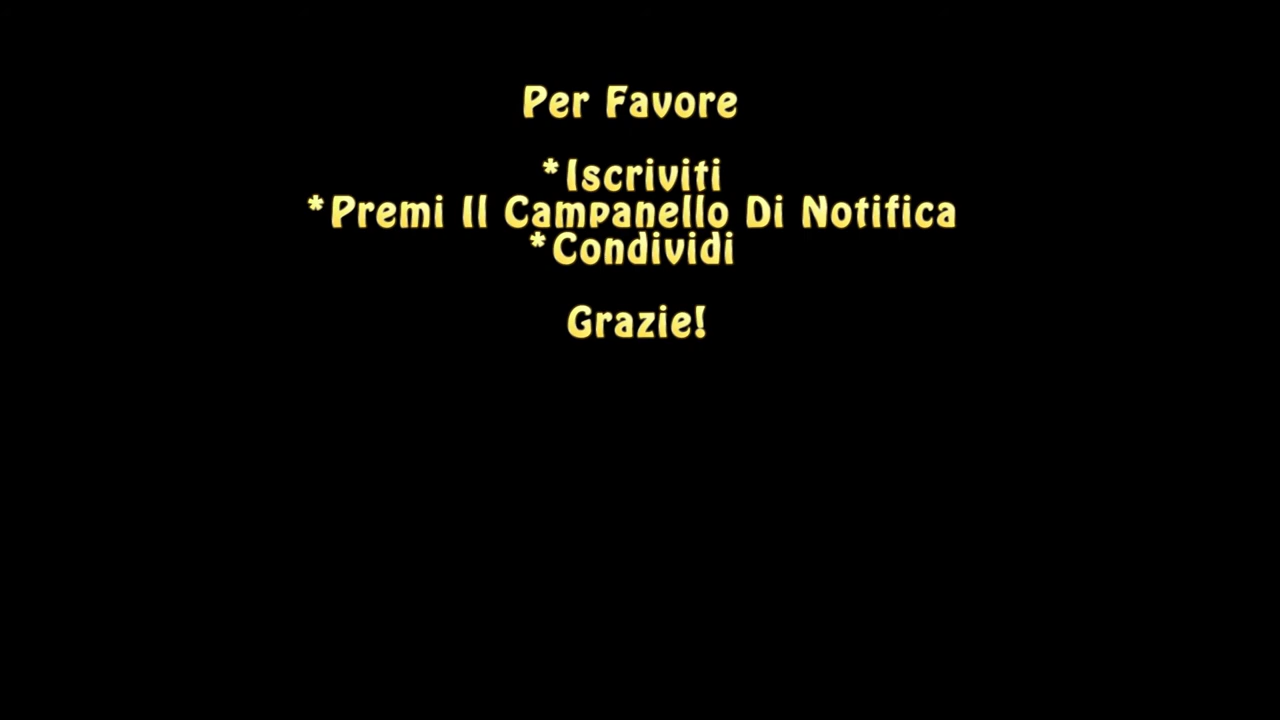 Per Favore
*Iscriviti
*Premi Il Campanello Di Notifica
*Condividi
Grazie!